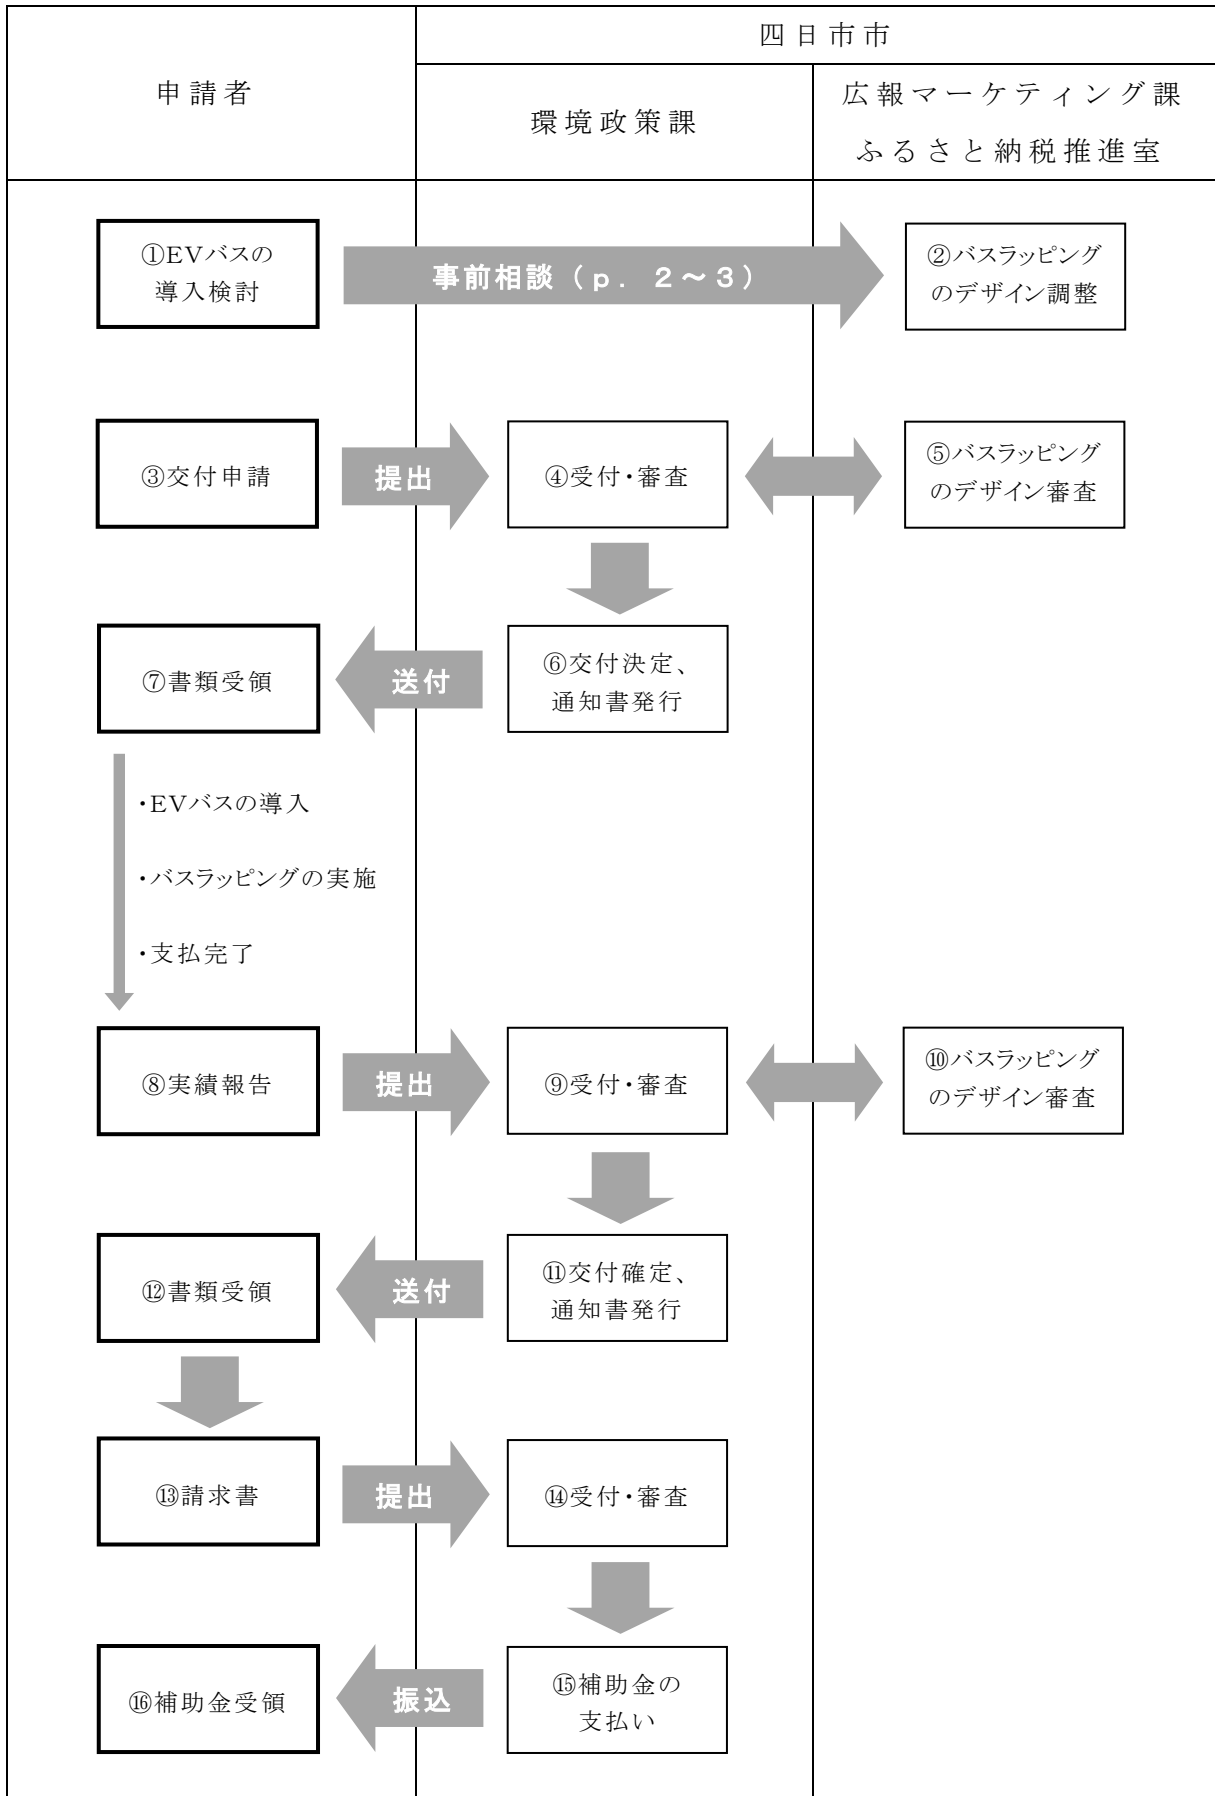 四日市市
申請者
環境政策課
広報マーケティング課
ふるさと納税推進室
①EVバスの
導入検討
事前相談（p．２～３）
②バスラッピング
のデザイン調整
③交付申請
提出
④受付・審査
⑤バスラッピング
のデザイン審査
⑥交付決定、
通知書発行
送付
⑦書類受領
・EVバスの導入
・バスラッピングの実施
・支払完了
⑧実績報告
提出
⑨受付・審査
⑩バスラッピング
のデザイン審査
⑪交付確定、
通知書発行
送付
⑫書類受領
⑬請求書
提出
⑭受付・審査
⑮補助金の
支払い
振込
⑯補助金受領